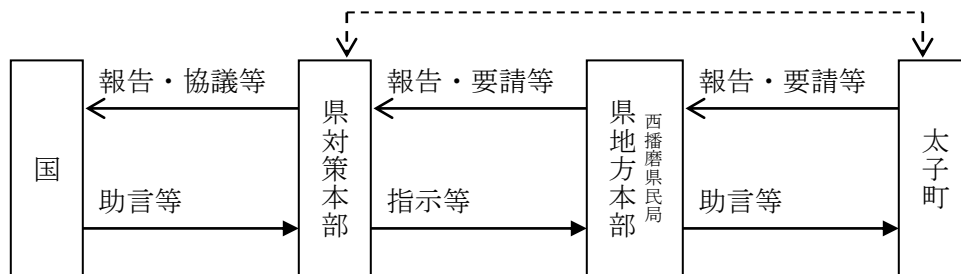 報告・協議等
報告・要請等
報告・要請等
国
県対策本部
県地方本部
西播磨県民局
太子町
助言等
指示等
助言等